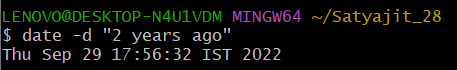 LENOVO@DESKTOP-N4U1VDM MINGW64 ~/Satyajit_28
$ date -d "2 years ago"
Thu Sep 29 17:56:32 IST 2022